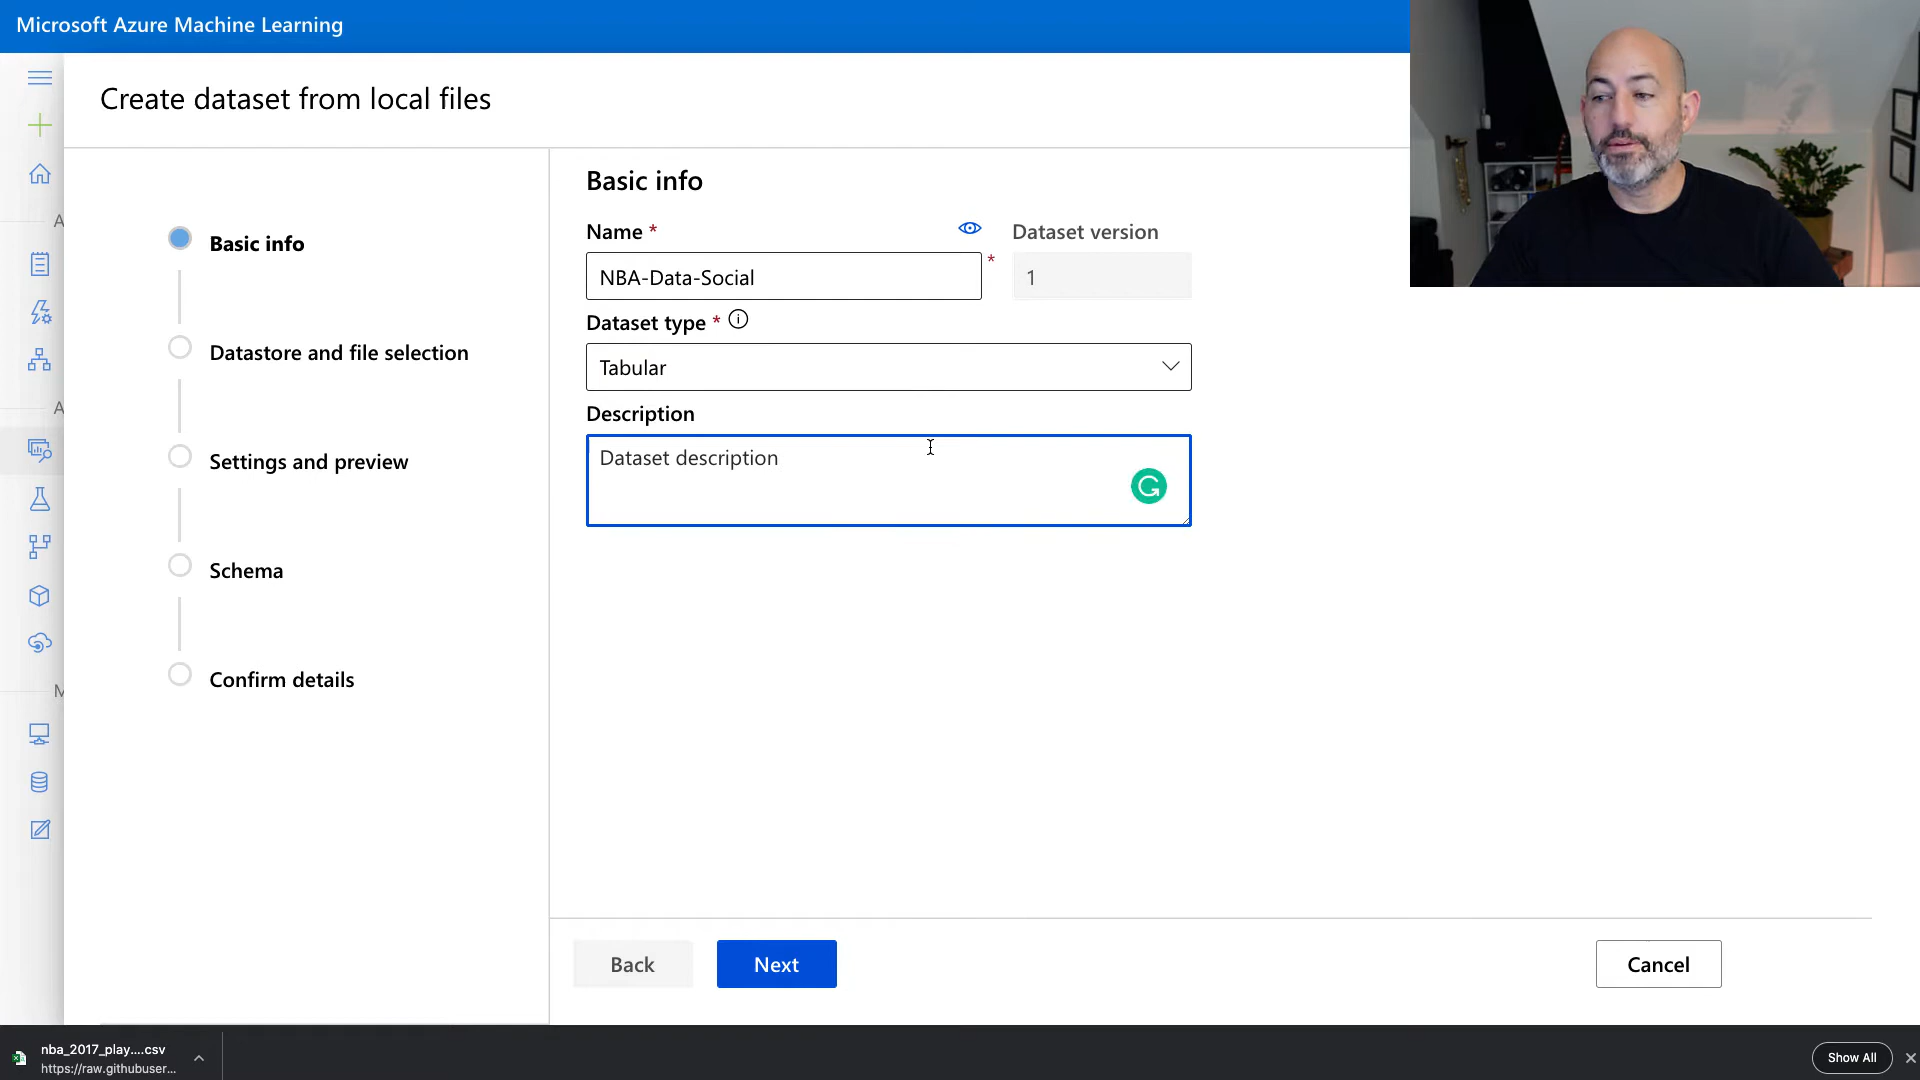 Microsoft Azure Machine Learning
Create dataset from local files
A
A
M
Basic info
Datastore and file selection
Settings and preview
Schema
Confirm details
Basic info
Name *
Dataset version
NBA-Data-Social
*
1
Dataset type *
Tabular
Description
Dataset description
Back
Next
Cancel
nba_2017_play....csv
https://raw.githubuser...
Show All